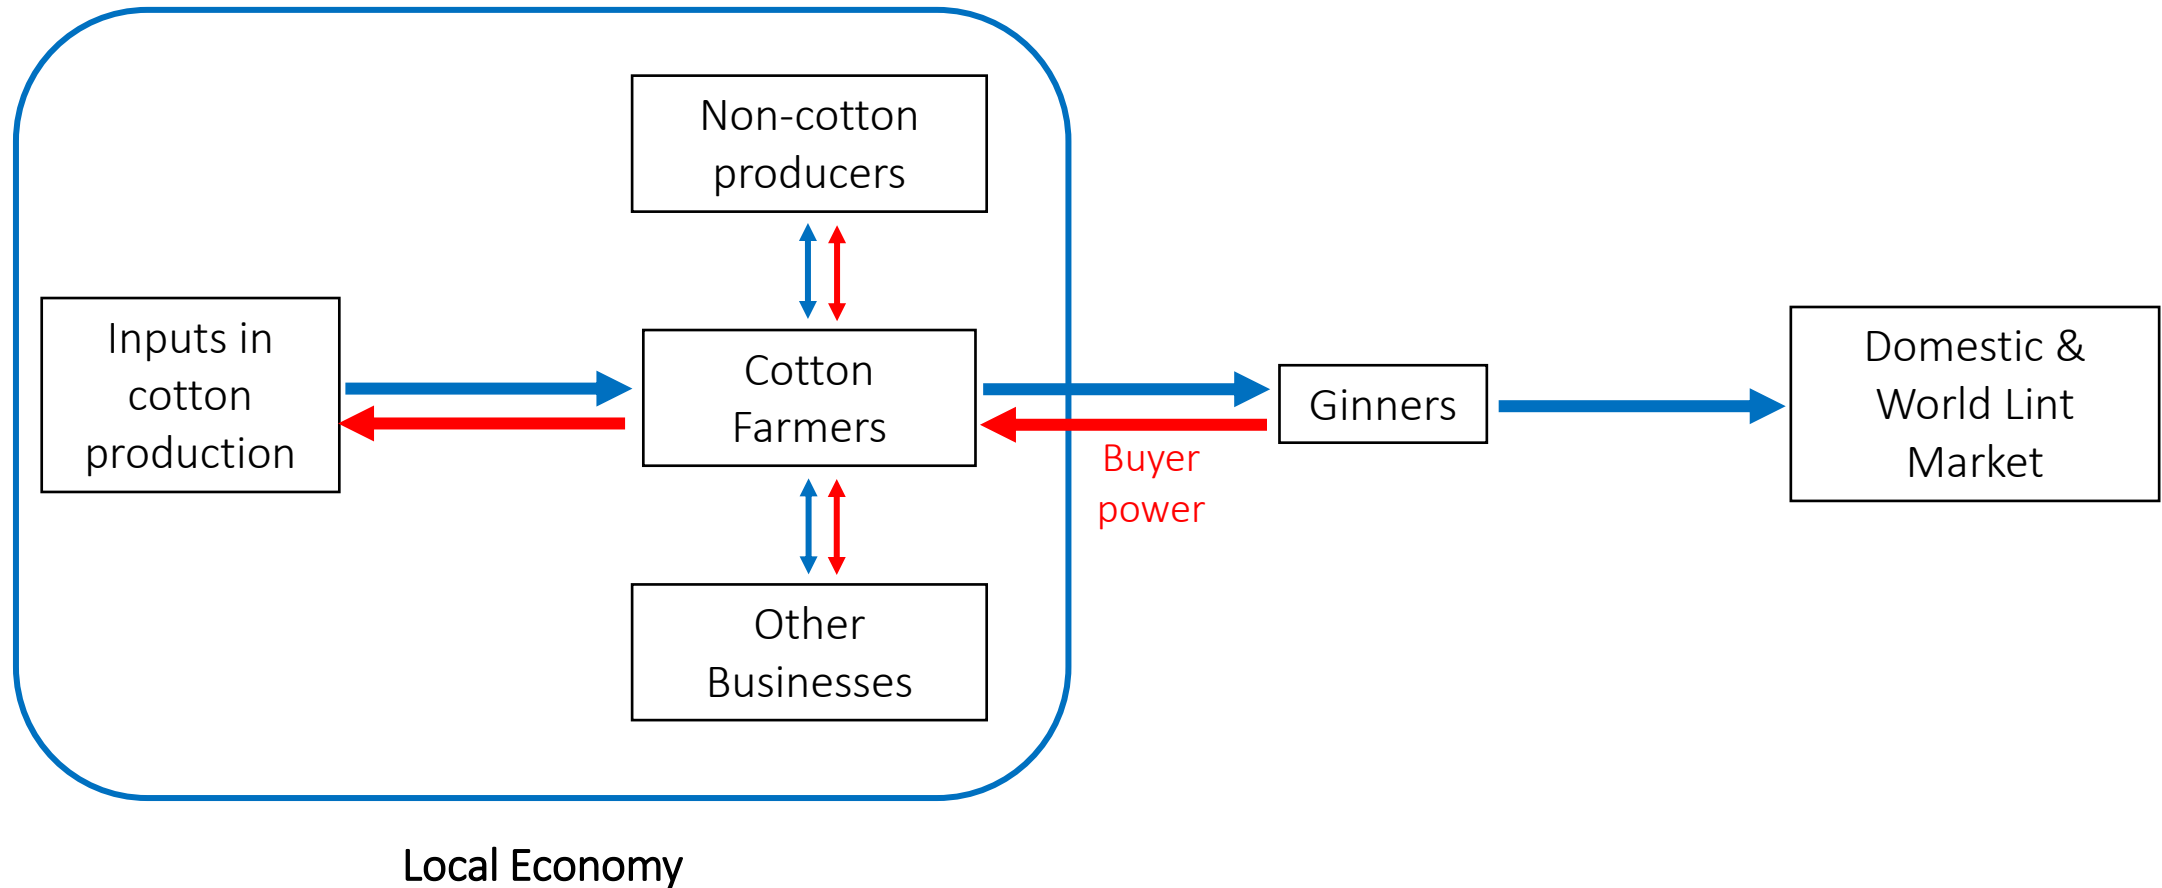 Non-cotton
producers
Inputs in
cotton
production
Cotton
Farmers
Buyer
power
Ginners
Domestic &
World Lint
Market
Other
Businesses
Local Economy